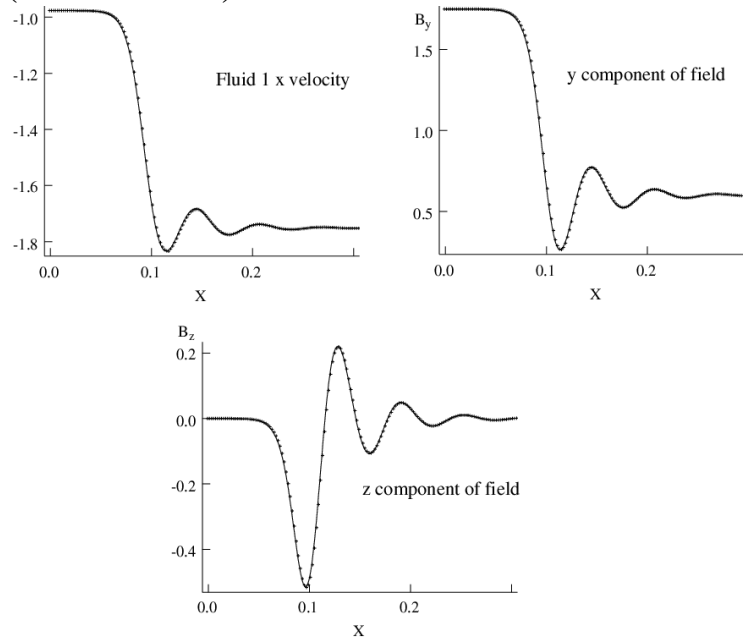 -1.0
-1.2
-1.4
-1.6
-1.8
Fluid 1 x velocity
0.0 0.1 0.2
X
By
1.5
1.0
0.5
y component of field
0.0 0.1 0.2
X
Bz
0.2
0.0
-0.2
-0.4
z component of field
0.0 0.1 0.2
X